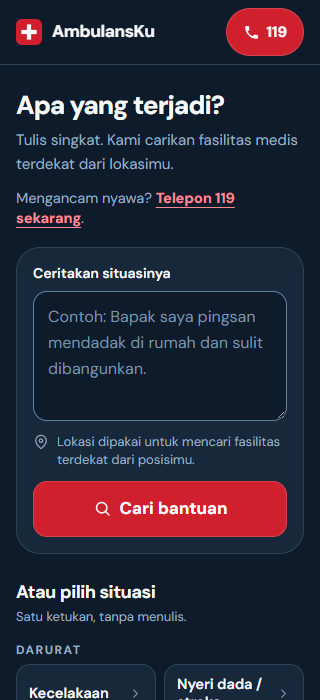 AmbulansKu
119
Apa yang terjadi?
Tulis singkat. Kami carikan fasilitas medis
terdekat dari lokasimu.
Mengancam nyawa? Telepon 119
sekarang.
Ceritakan situasinya
Contoh: Bapak saya pingsan
mendadak di rumah dan sulit
dibangunkan.
Lokasi dipakai untuk mencari fasilitas
terdekat dari posisimu.
Cari bantuan
Atau pilih situasi
Satu ketukan, tanpa menulis.
DARURAT
Kecelakaan
Nyeri dada /